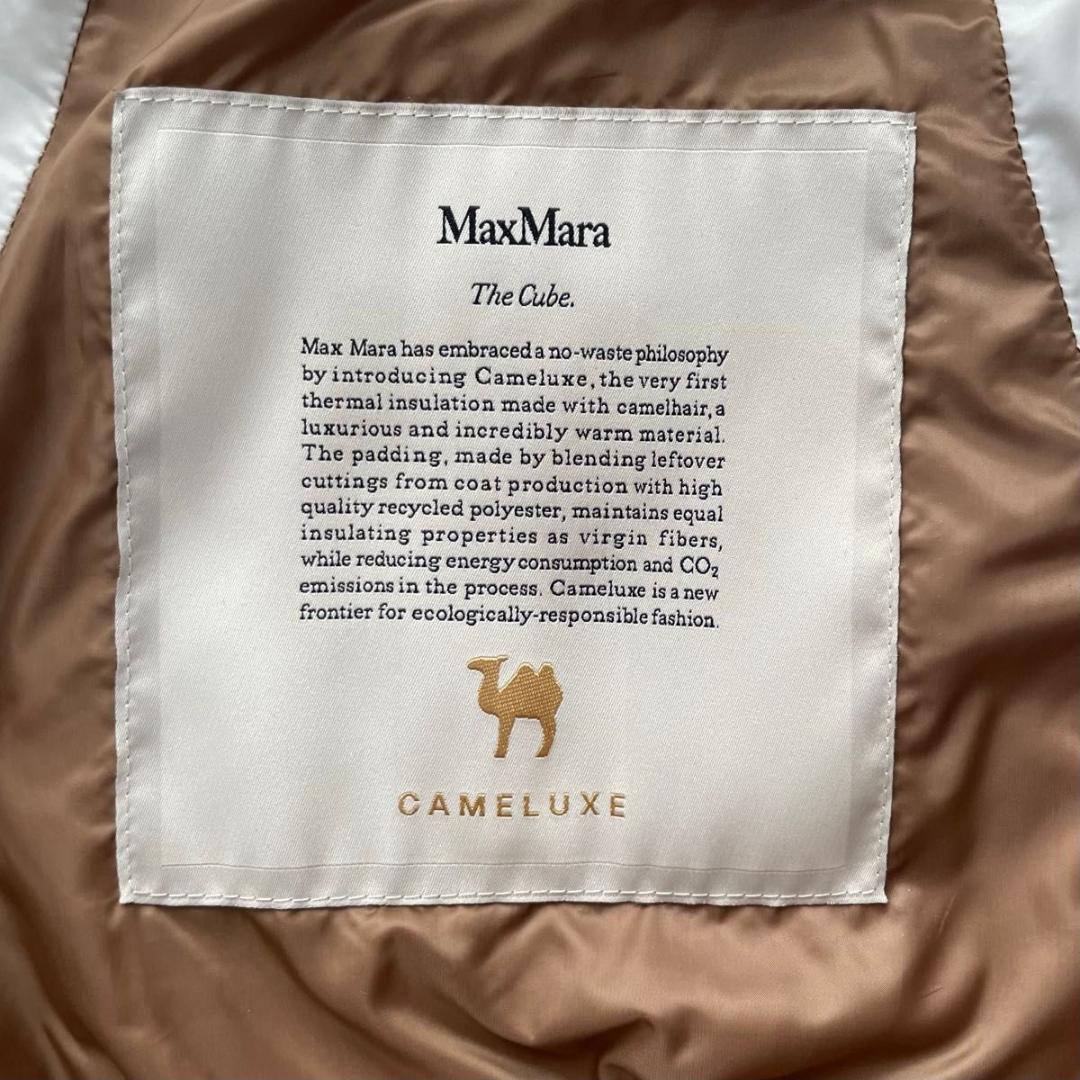 MaxMara
The Cube.
Max Mara has embraced a no-waste philosophy
by introducing Cameluxe, the very first
thermal insulation made with camelhair, a
luxurious and incredibly warm material.
The padding, made by blending leftover
cuttings from coat production with high
quality recycled polyester, maintains equal
insulating properties as virgin fibers,
while reducing energy consumption and CO₂
emissions in the process. Cameluxe is a new
frontier for ecologically-responsible fashion.
CAMELUXE